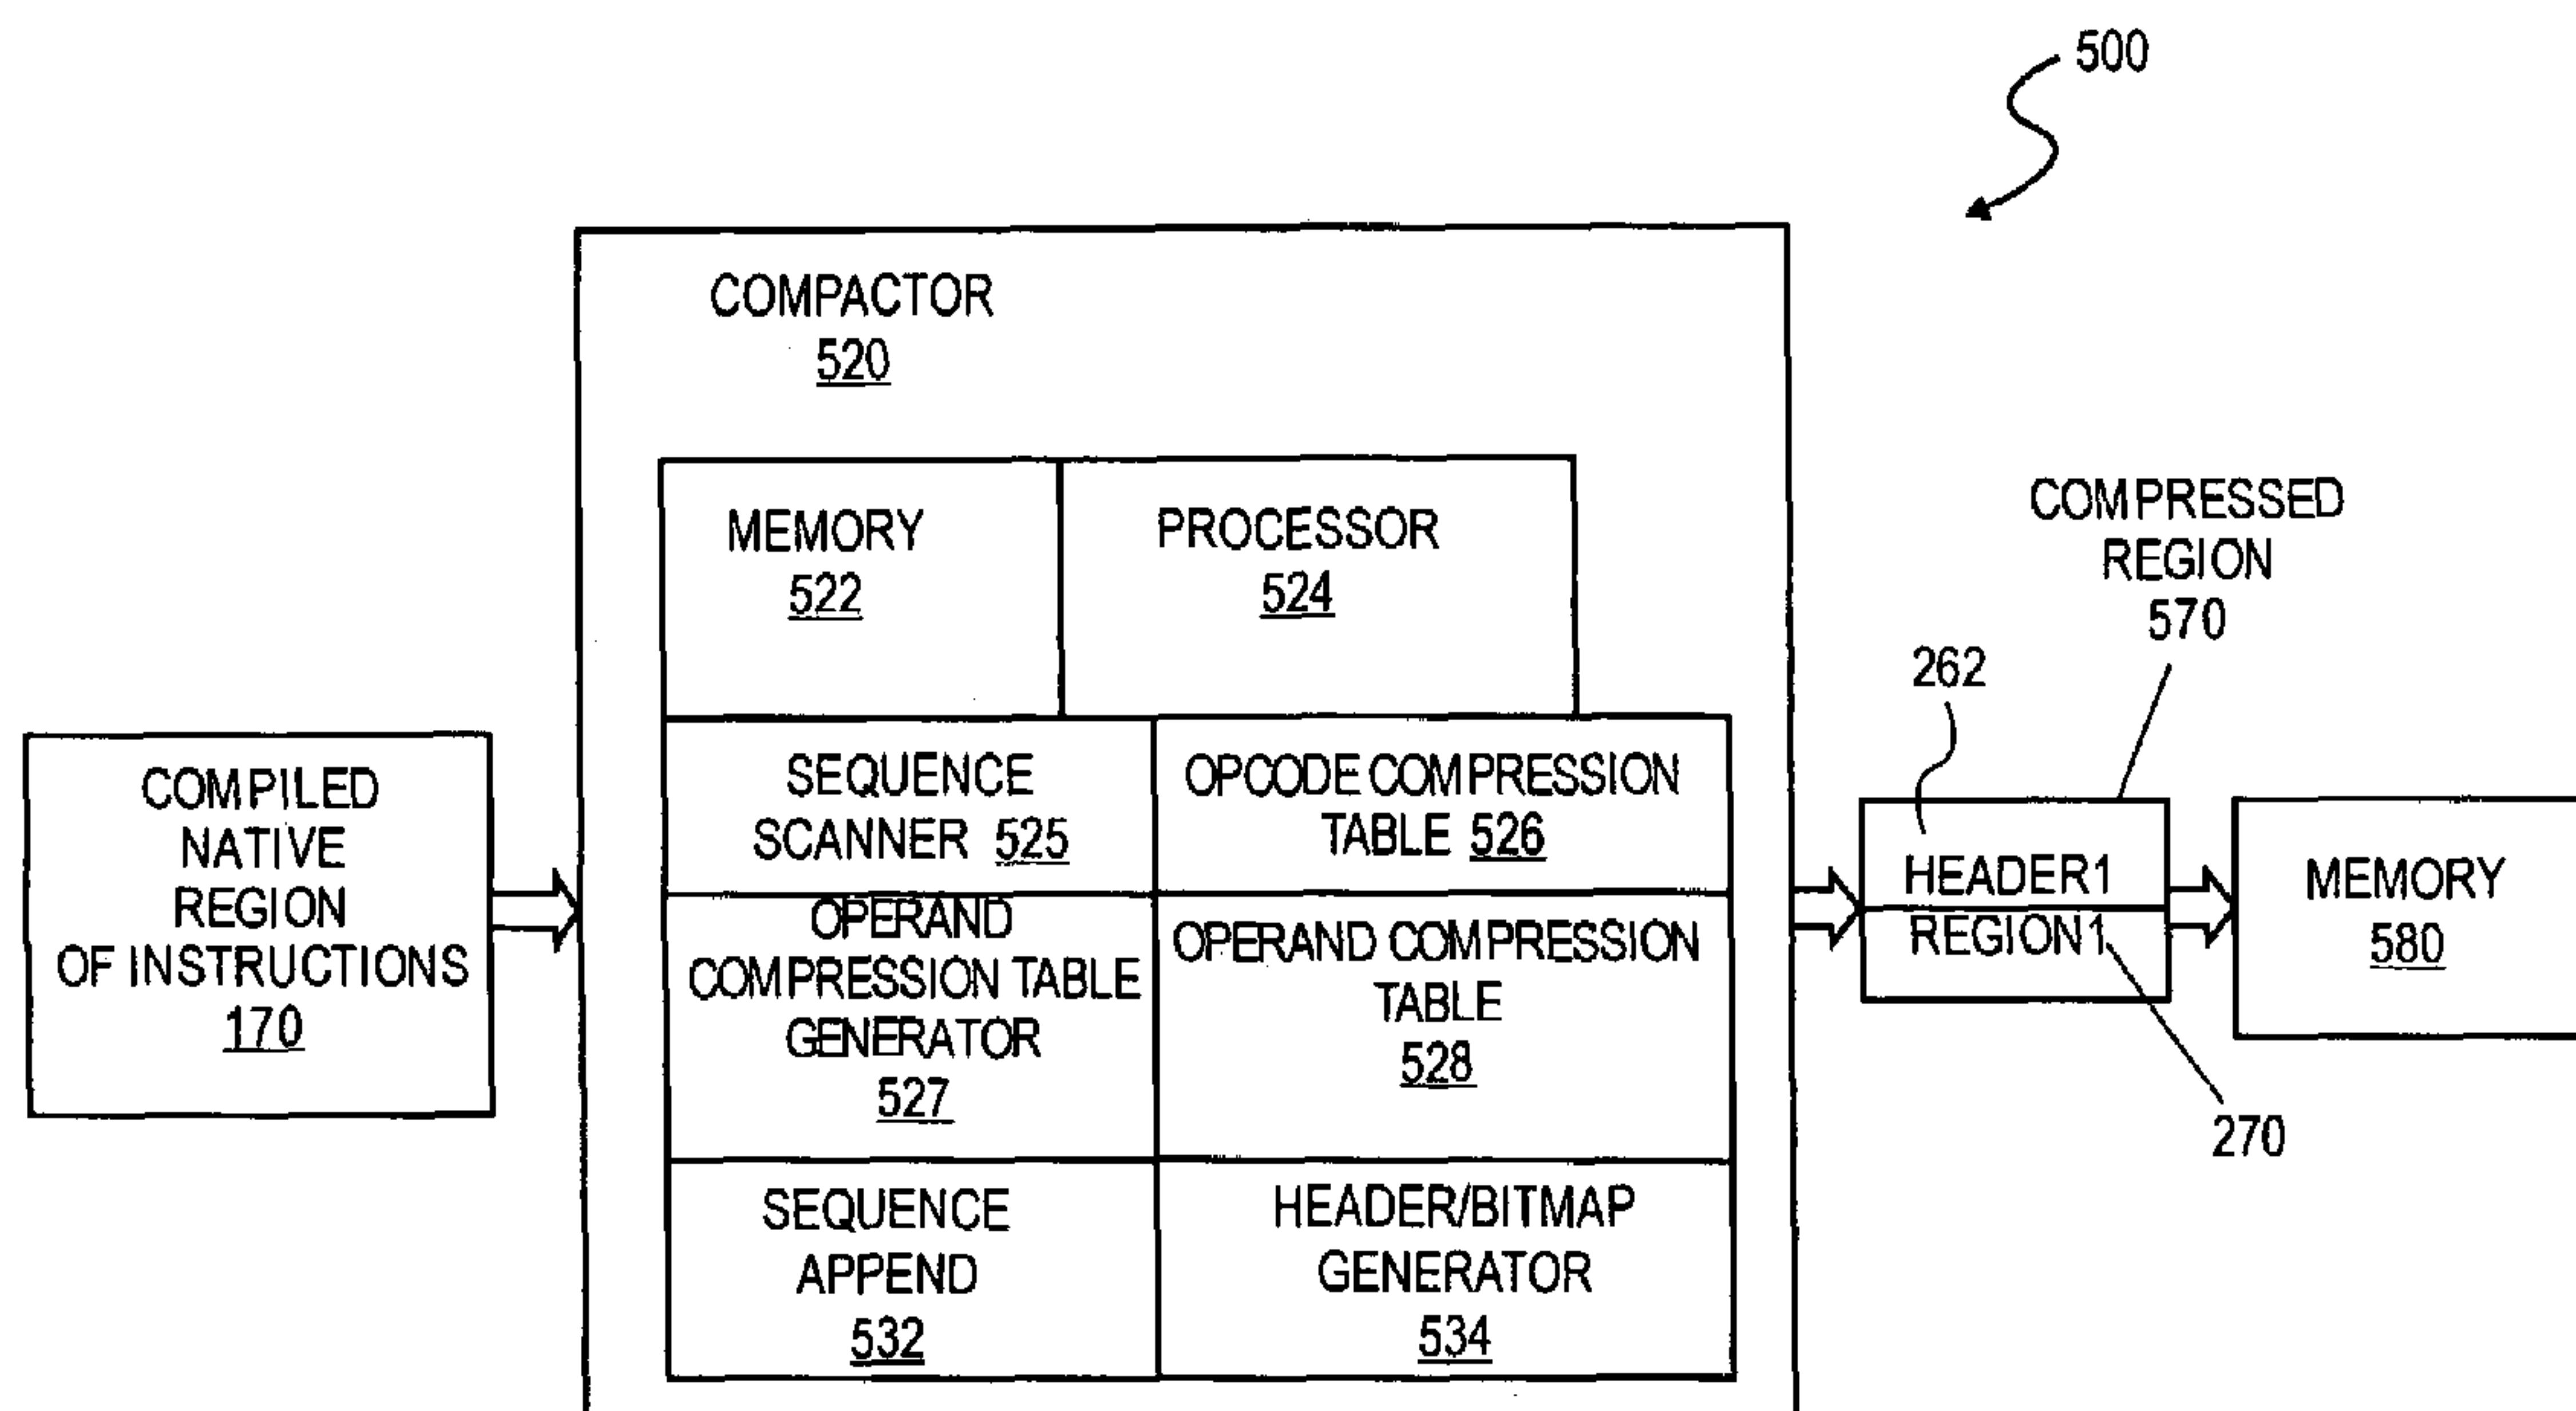 500
COMPACTOR
520
MEMORY
522
PROCESSOR
524
COMPILED
NATIVE
REGION
OF INSTRUCTIONS
170
SEQUENCE
SCANNER 525
OPCODE COMPRESSION
TABLE 526
OPERAND
COMPRESSION TABLE
GENERATOR
527
OPERAND COMPRESSION
TABLE
528
SEQUENCE
APPEND
532
HEADER/BITMAP
GENERATOR
534
COMPRESSED
REGION
570
262
HEADER1
REGION1
270
MEMORY
580